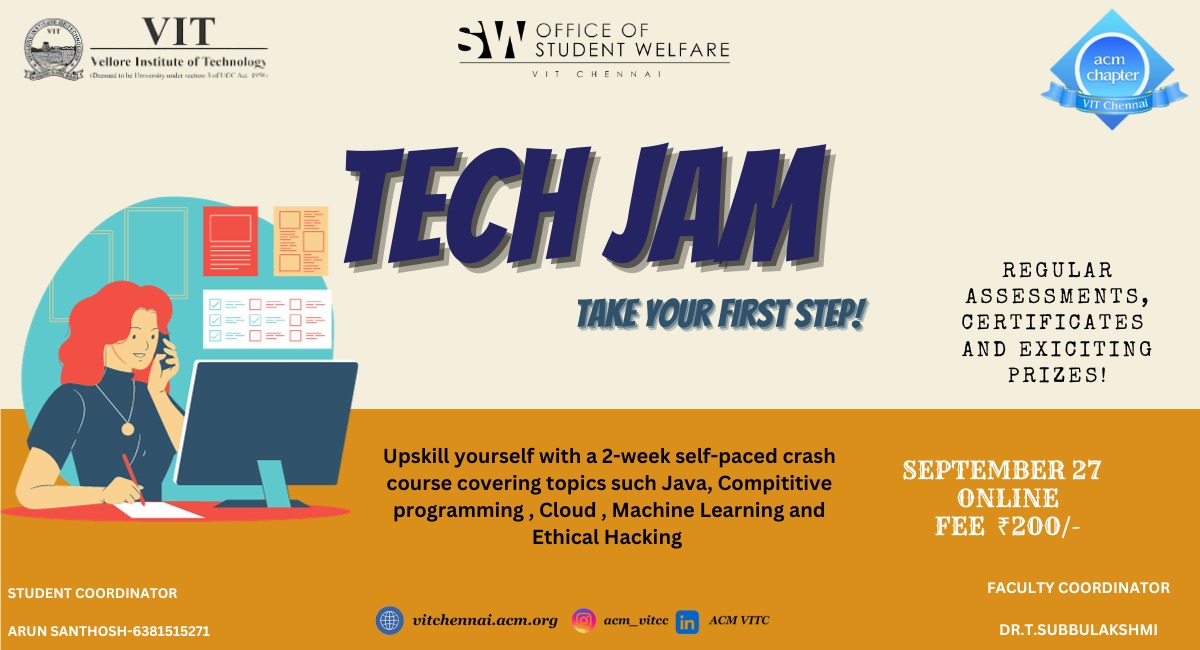 VIT
VIT
Vellore Institute of Technology
(Deemed to be University under section 3 of UGC Act, 1956)
SW OFFICE OF
STUDENT WELFARE
VIT CHENNAI
acm
chapter
VIT Chennai
TECH JAM
TAKE YOUR FIRST STEP!
REGULAR
ASSESSMENTS,
CERTIFICATES
AND EXICITING
PRIZES!
Upskill yourself with a 2-week self-paced crash
course covering topics such Java, Compititive
programming , Cloud , Machine Learning and
Ethical Hacking
SEPTEMBER 27
ONLINE
FEE ₹200/-
STUDENT COORDINATOR
ARUN SANTHOSH-6381515271
vitchennai.acm.org
acm_vitcc
in
ACM VITC
FACULTY COORDINATOR
DR.T.SUBBULAKSHMI